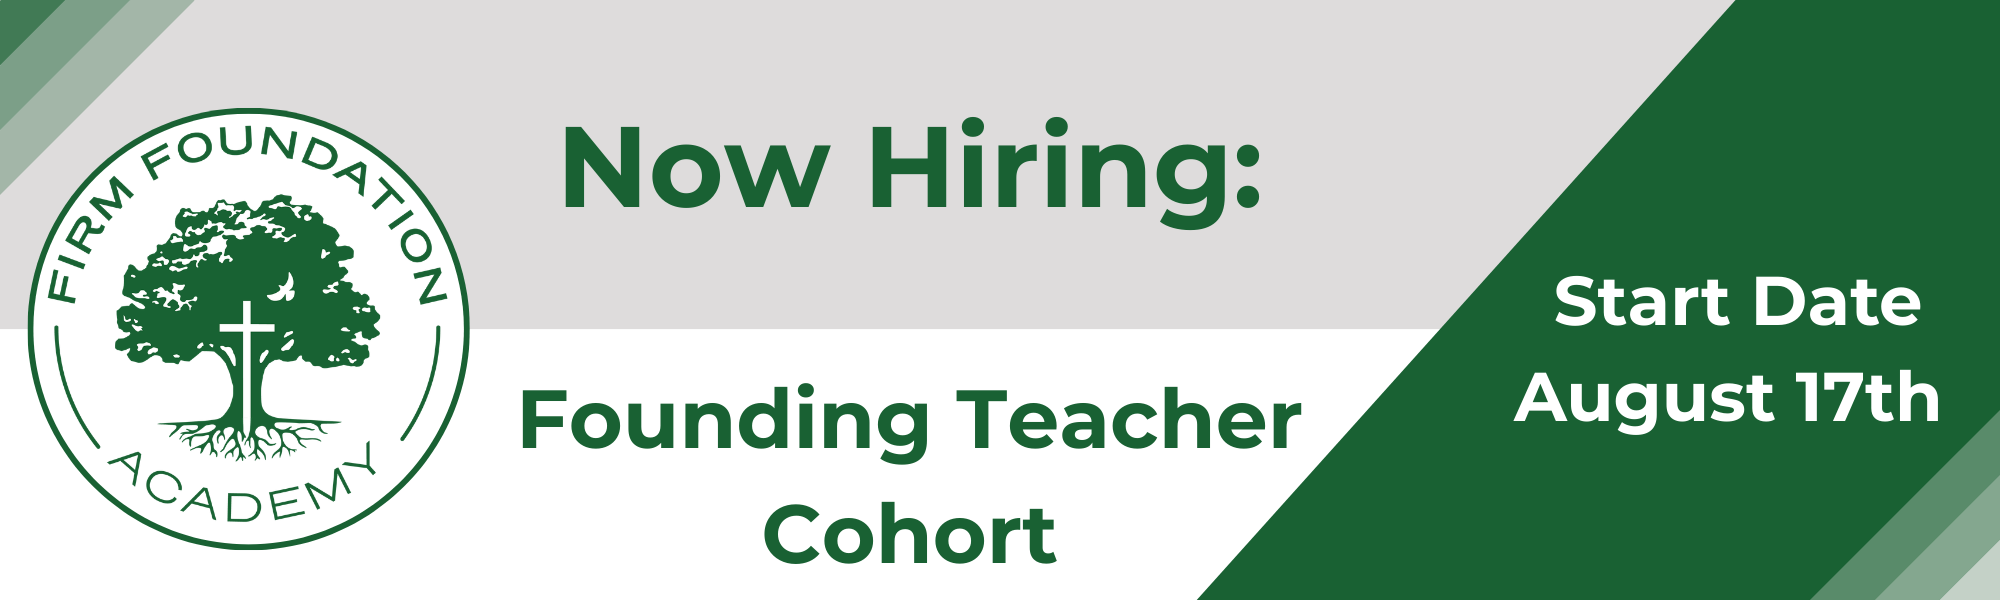 FIRM FOUNDATION
ACADEMY
Now Hiring:
Founding Teacher
Cohort
Start Date
August 17th